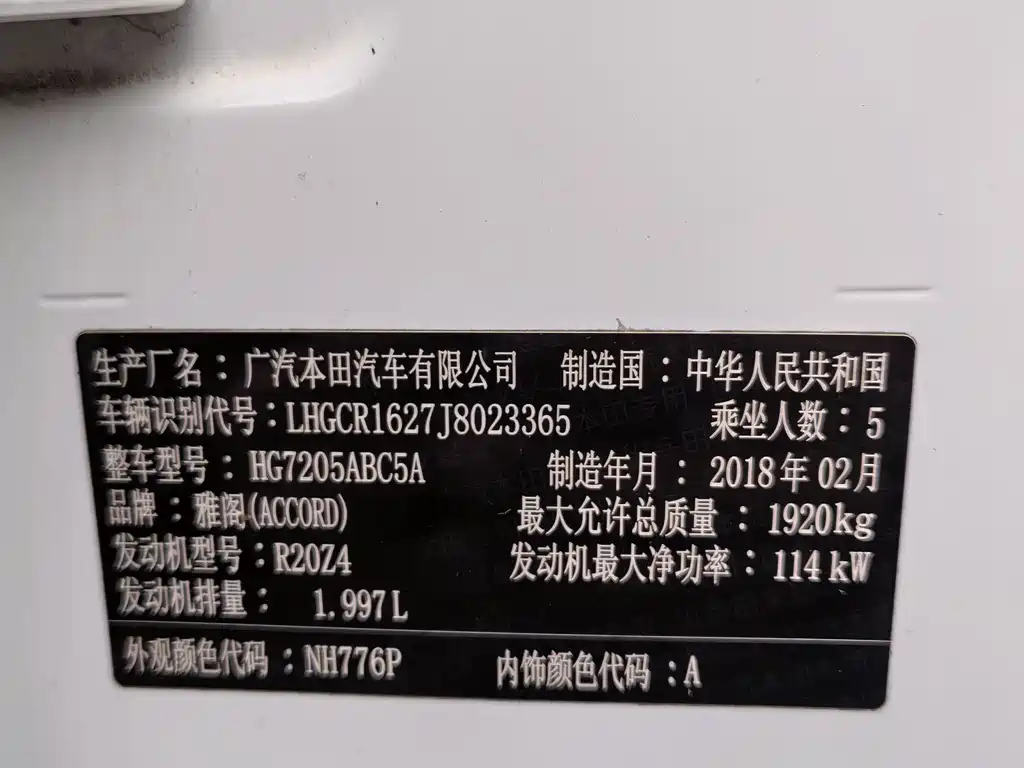 生产厂名：广汽本田汽车有限公司 制造国：中华人民共和国
车辆识别代号：LHGCR1627J8023365 乘坐人数：5
整车型号：HG7205ABC5A 制造年月：2018年02月
品牌：雅阁(ACCORD) 最大允许总质量：1920kg
发动机型号：R20Z4 发动机最大净功率：114kW
发动机排量：1.997L
外观颜色代码：NH776P 内饰颜色代码：A